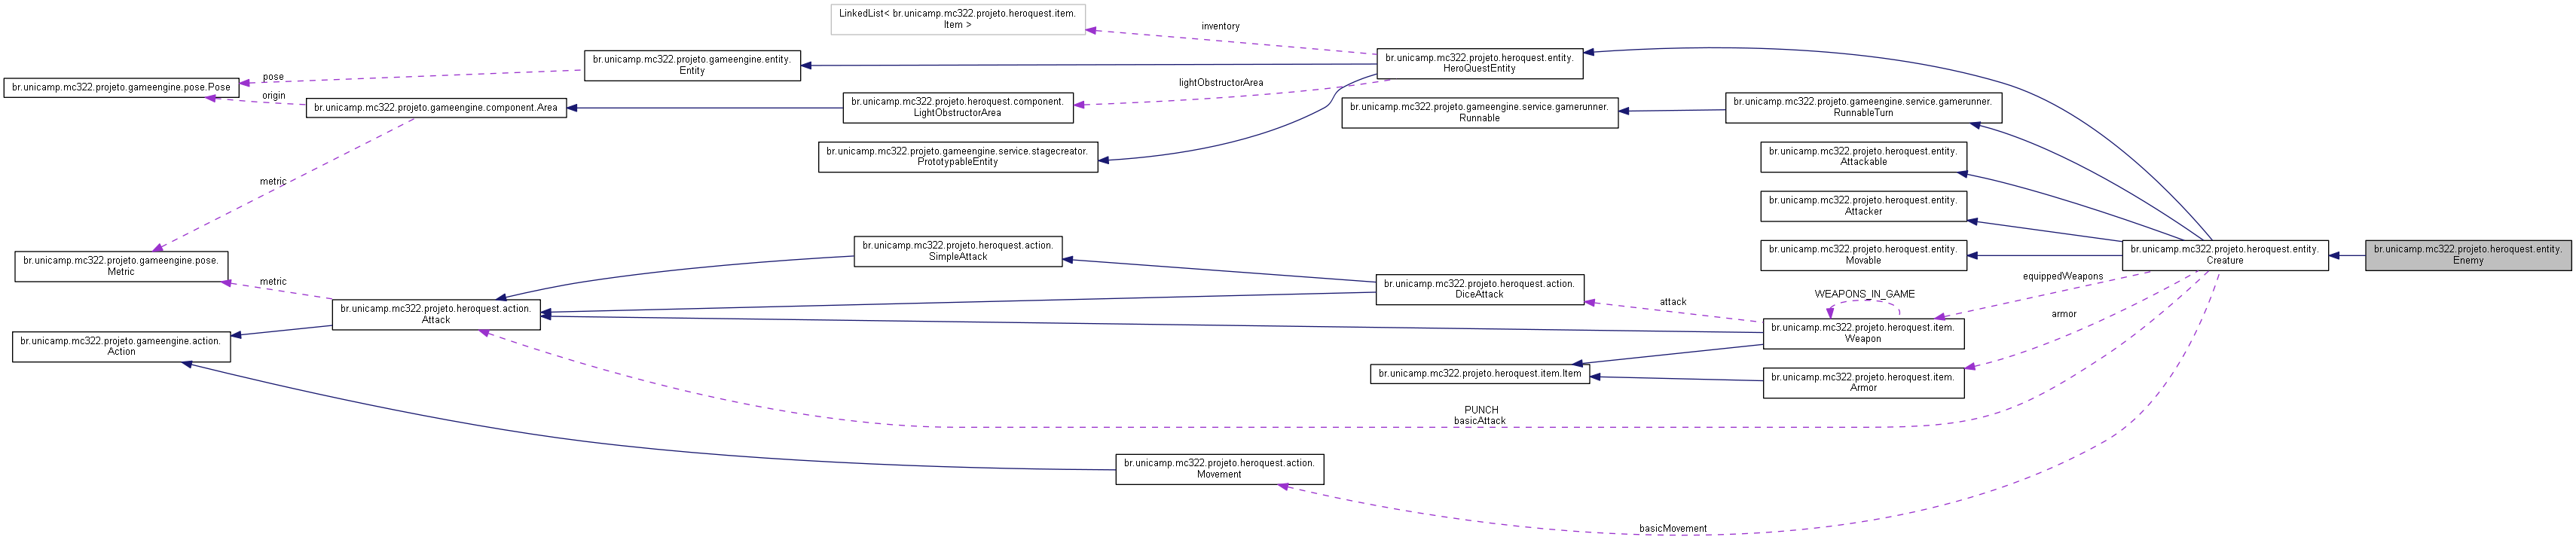 LinkedList< br.unicamp.mc322.projeto.heroquest.item.
Item >
inventory
br.unicamp.mc322.projeto.gameengine.entity.
Entity
br.unicamp.mc322.projeto.heroquest.entity.
HeroQuestEntity
pose
br.unicamp.mc322.projeto.gameengine.pose.Pose
origin
lightObstructorArea
br.unicamp.mc322.projeto.gameengine.component.Area
br.unicamp.mc322.projeto.heroquest.component.
LightObstructorArea
br.unicamp.mc322.projeto.gameengine.service.gamerunner.
Runnable
br.unicamp.mc322.projeto.gameengine.service.gamerunner.
RunnableTurn
br.unicamp.mc322.projeto.gameengine.service.stagecreator.
PrototypableEntity
br.unicamp.mc322.projeto.heroquest.entity.
Attackable
metric
br.unicamp.mc322.projeto.heroquest.entity.
Attacker
br.unicamp.mc322.projeto.gameengine.pose.
Metric
br.unicamp.mc322.projeto.heroquest.action.
SimpleAttack
br.unicamp.mc322.projeto.heroquest.entity.
Movable
br.unicamp.mc322.projeto.heroquest.entity.
Creature
br.unicamp.mc322.projeto.heroquest.entity.
Enemy
metric
br.unicamp.mc322.projeto.heroquest.action.
DiceAttack
equippedWeapons
WEAPONS_IN_GAME
attack
br.unicamp.mc322.projeto.heroquest.action.
Attack
armor
br.unicamp.mc322.projeto.heroquest.item.
Weapon
br.unicamp.mc322.projeto.gameengine.action.
Action
br.unicamp.mc322.projeto.heroquest.item.Item
br.unicamp.mc322.projeto.heroquest.item.
Armor
PUNCH
basicAttack
br.unicamp.mc322.projeto.heroquest.action.
Movement
basicMovement